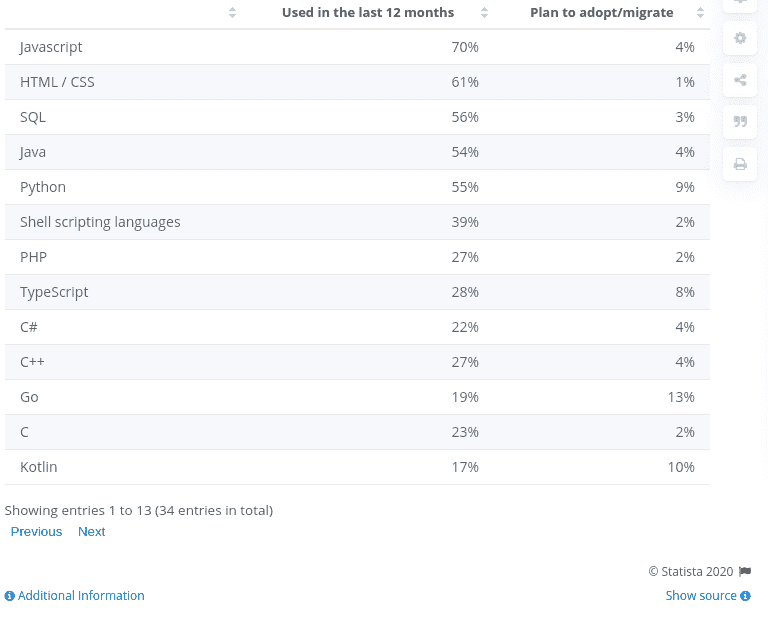 Used in the last 12 months Plan to adopt/migrate
Javascript 70% 4%
HTML / CSS 61% 1%
SQL 56% 3%
Java 54% 4%
Python 55% 9%
Shell scripting languages 39% 2%
PHP 27% 2%
TypeScript 28% 8%
C# 22% 4%
C++ 27% 4%
Go 19% 13%
C 23% 2%
Kotlin 17% 10%
Showing entries 1 to 13 (34 entries in total)
Previous Next
© Statista 2020
Additional Information Show source